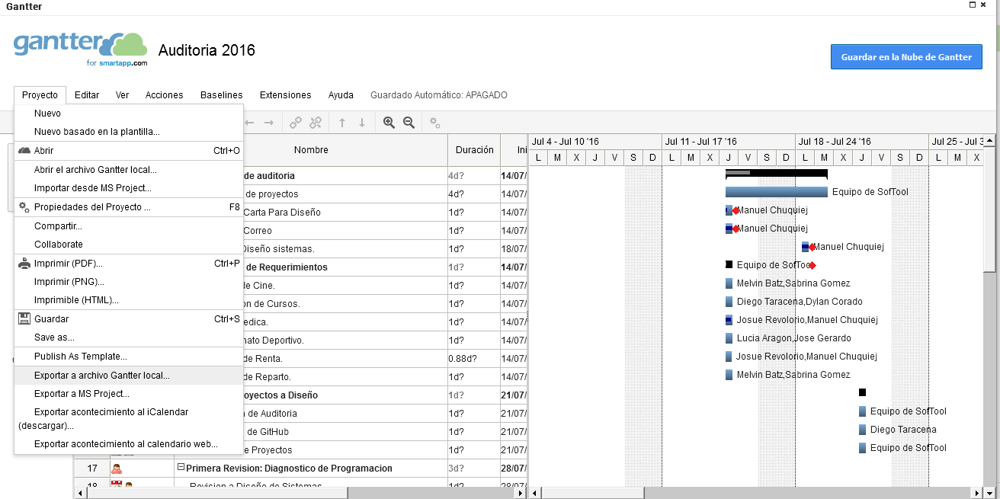 Gantter
gantter
for smartapp.com
Auditoria 2016
Guardar en la Nube de Gantter
Proyecto Editar Ver Acciones Baselines Extensiones Ayuda Guardado Automático: APAGADO
Nuevo
Nuevo basado en la plantilla...
Abrir Ctrl+O
Abrir el archivo Gantter local...
Importar desde MS Project...
Propiedades del Proyecto ... F8
Compartir...
Collaborate
Imprimir (PDF)... Ctrl+P
Imprimir (PNG)...
Imprimible (HTML)...
Guardar Ctrl+S
Save as...
Publish As Template...
Exportar a archivo Gantter local...
Exportar a MS Project...
Exportar acontecimiento al iCalendar
(descargar)...
Exportar acontecimiento al calendario web...
Nombre Duración Ini
de auditoria 4d? 14/07/
de proyectos 4d? 14/07/
Carta Para Diseño 1d? 14/07/
Correo 1d? 14/07/
Diseño sistemas. 1d? 18/07/
de Requerimientos 1d? 14/07/
de Cine. 1d? 14/07/
on de Cursos. 1d? 14/07/
edica. 1d? 14/07/
nato Deportivo. 1d? 14/07/
de Renta. 0.88d? 14/07/
de Reparto. 1d? 14/07/
oyectos a Diseño 1d? 21/07/
de Auditoria 1d? 21/07/
de GitHub 1d? 21/07/
e Proyectos 1d? 21/07/
17 Primera Revision: Diagnostico de Programacion 3d? 28/07/
18 Revision a Diseño de Sistemas 1d? 28/07/
Jul 4 - Jul 10 '16 Jul 11 - Jul 17 '16 Jul 18 - Jul 24 '16 Jul 25 - Jul 3
L M X J V S D L M X J V S D L M X J V S D L M X
Equipo de SofTool
Manuel Chuquiej
Manuel Chuquiej
Manuel Chuquiej
Equipo de SofToo
Melvin Batz,Sabrina Gomez
Diego Taracena,Dylan Corado
Josue Revolorio,Manuel Chuquiej
Lucia Aragon,Jose Gerardo
Josue Revolorio,Manuel Chuquiej
Melvin Batz,Sabrina Gomez
Equipo de SofTool
Diego Taracena
Equipo de SofTool